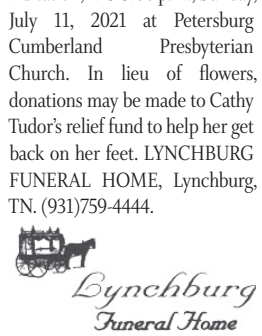 July 11, 2021 at Petersburg
Cumberland Presbyterian
Church. In lieu of flowers,
donations may be made to Cathy
Tudor's relief fund to help her get
back on her feet. LYNCHBURG
FUNERAL HOME, Lynchburg,
TN. (931)759-4444.
Lynchburg
Funeral Home